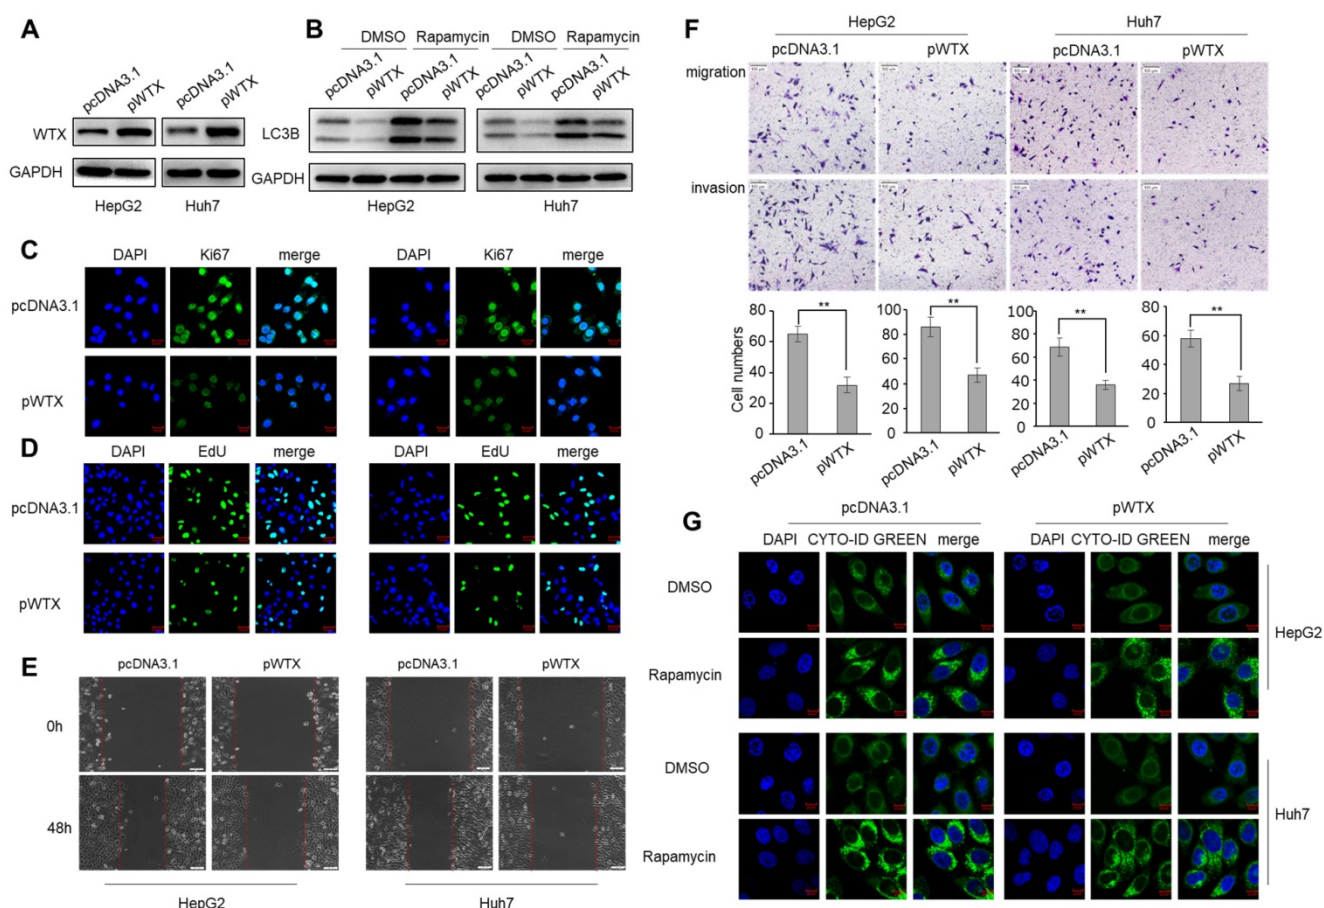 A
pcDNA3.1 pWTX pcDNA3.1 pWTX
WTX
GAPDH
HepG2 Huh7
B
DMSO Rapamycin DMSO Rapamycin
pcDNA3.1 pWTX pcDNA3.1 pWTX pcDNA3.1 pWTX pcDNA3.1 pWTX
LC3B
GAPDH
HepG2 Huh7
C
DAPI Ki67 merge DAPI Ki67 merge
pcDNA3.1
pWTX
D
DAPI EdU merge DAPI EdU merge
pcDNA3.1
pWTX
E
pcDNA3.1 pWTX pcDNA3.1 pWTX
0h
48h
HepG2 Huh7
F
HepG2 Huh7
pcDNA3.1 pWTX pcDNA3.1 pWTX
migration
invasion
Cell numbers
80
60
40
20
0
**
pcDNA3.1 pWTX
100
80
60
40
20
0
**
pcDNA3.1 pWTX
100
80
60
40
20
0
**
pcDNA3.1 pWTX
80
60
40
20
0
**
pcDNA3.1 pWTX
G
pcDNA3.1 pWTX
DAPI CYTO-ID GREEN merge DAPI CYTO-ID GREEN merge
DMSO
Rapamycin
HepG2
DMSO
Rapamycin
Huh7